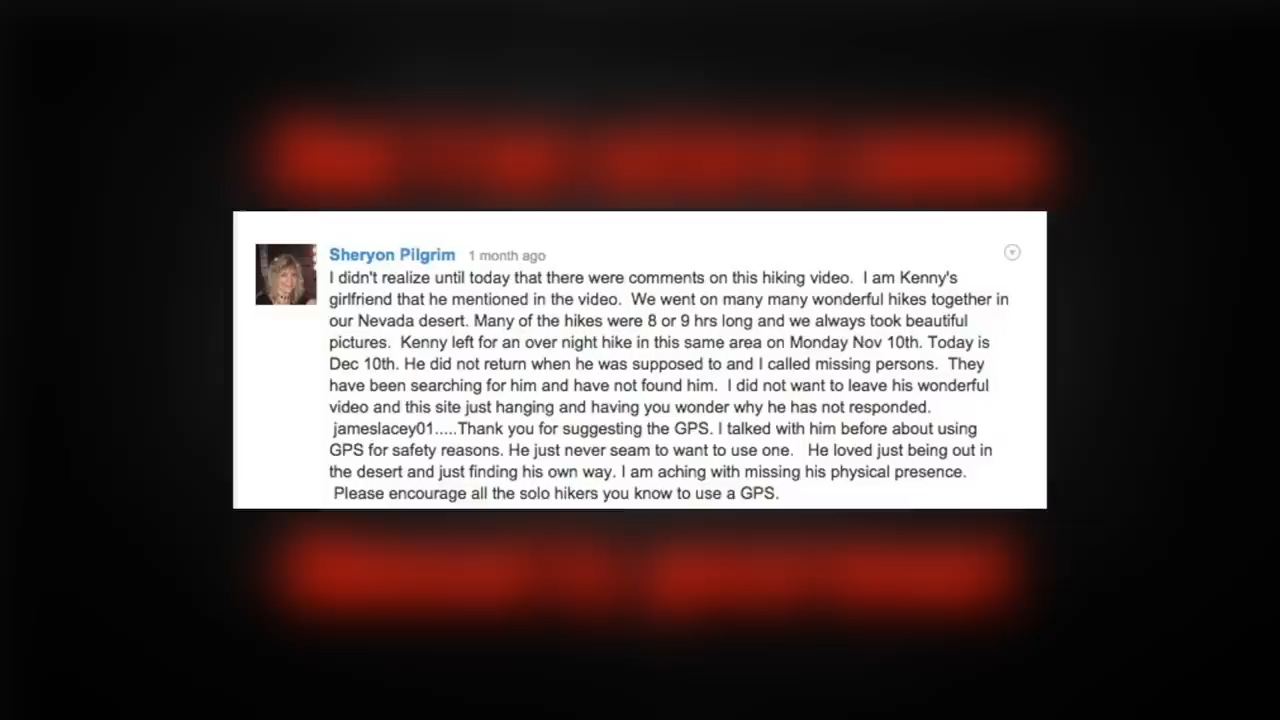 Sheryon Pilgrim 1 month ago
I didn't realize until today that there were comments on this hiking video.  I am Kenny's
girlfriend that he mentioned in the video.  We went on many many wonderful hikes together in
our Nevada desert. Many of the hikes were 8 or 9 hrs long and we always took beautiful
pictures.  Kenny left for an over night hike in this same area on Monday Nov 10th. Today is
Dec 10th. He did not return when he was supposed to and I called missing persons.  They
have been searching for him and have not found him.  I did not want to leave his wonderful
video and this site just hanging and having you wonder why he has not responded.
jameslacey01.....Thank you for suggesting the GPS. I talked with him before about using
GPS for safety reasons. He just never seam to want to use one.   He loved just being out in
the desert and just finding his own way. I am aching with missing his physical presence.
Please encourage all the solo hikers you know to use a GPS.